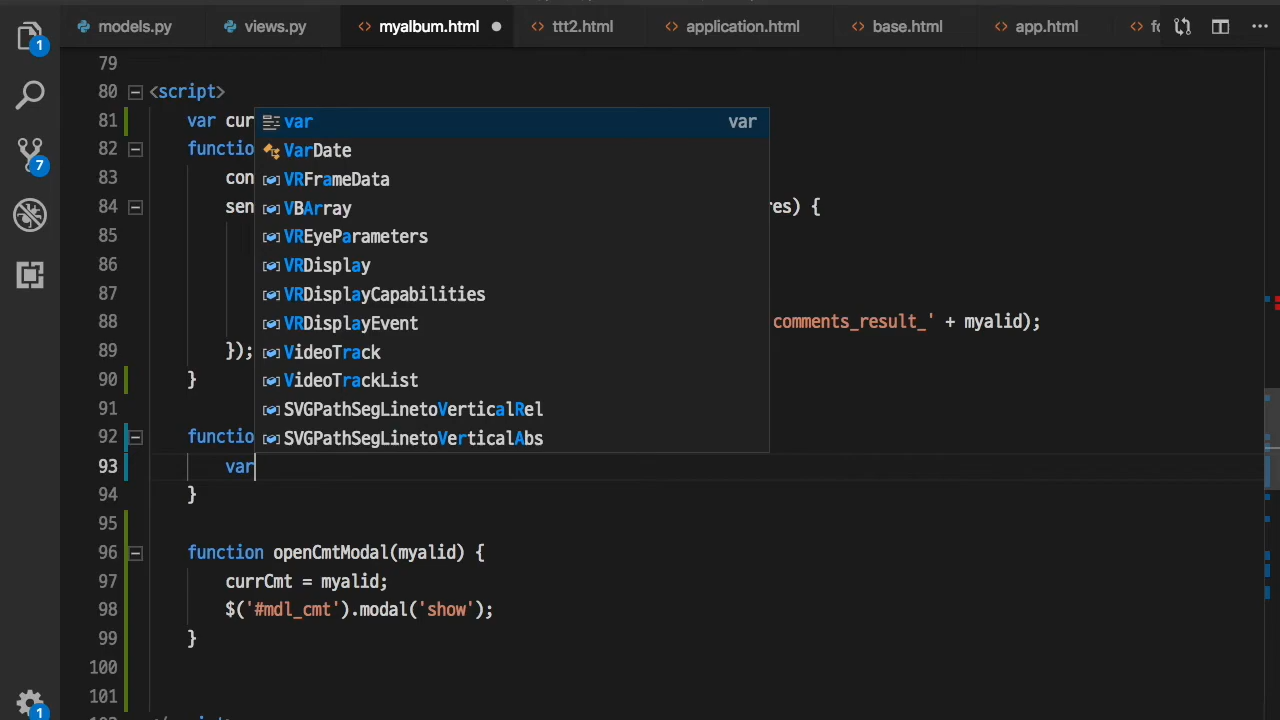 models.py views.py myalbum.html ttt2.html application.html base.html app.html
1
7
1
79
80 <script>
81 var cur
82 functio
83 con
84 sen res) {
85
86
87
88 comments_result_' + myalid);
89 });
90 }
91
92 functio
93 var
94 }
95
96 function openCmtModal(myalid) {
97 currCmt = myalid;
98 $('#mdl_cmt').modal('show');
99 }
100
101
var var
VarDate
VRFrameData
VBArray
VREyeParameters
VRDisplay
VRDisplayCapabilities
VRDisplayEvent
VideoTrack
VideoTrackList
SVGPathSegLinetoVerticalRel
SVGPathSegLinetoVerticalAbs